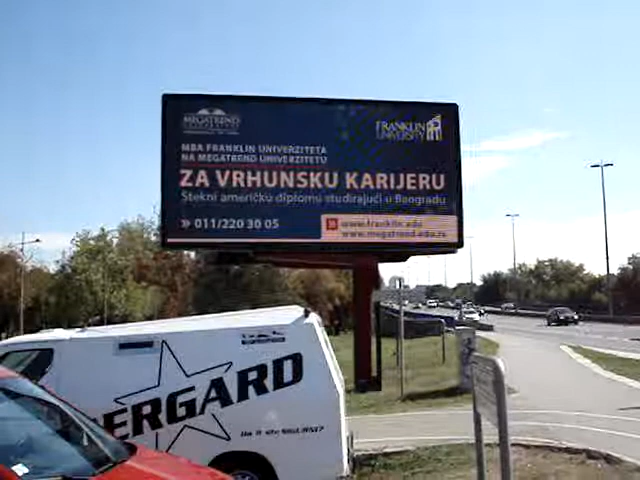 MEGATREND
FRANKLIN
UNIVERSITY
MBA FRANKLIN UNIVERZITETA
NA MEGATREND UNIVERZITETU
ZA VRHUNSKU KARIJERU
Stekni američku diplomu studirajući u Beogradu
» 011/220 30 05
» www.franklin.edu
www.megatrend.edu.rs
ERGARD